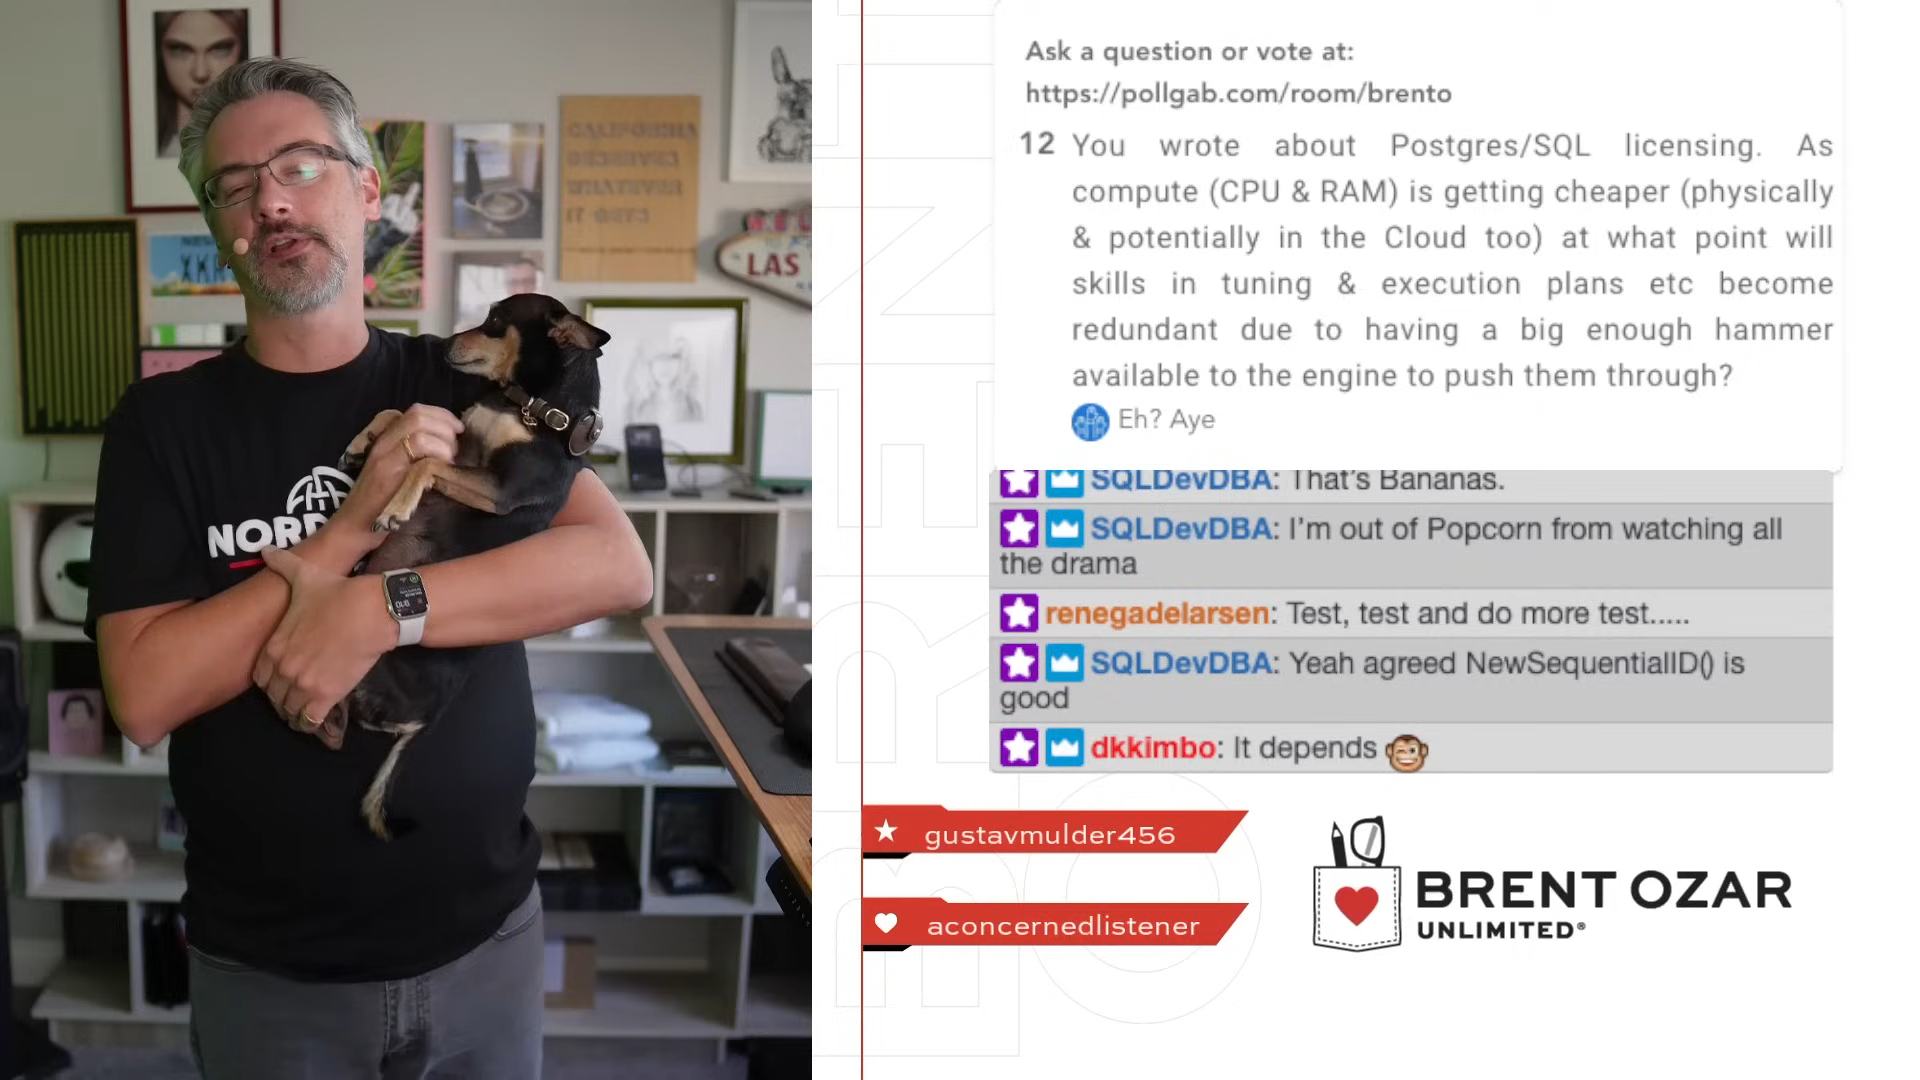 Ask a question or vote at:
https://pollgab.com/room/brento
12 You wrote about Postgres/SQL licensing. As
compute (CPU & RAM) is getting cheaper (physically
& potentially in the Cloud too) at what point will
skills in tuning & execution plans etc become
redundant due to having a big enough hammer
available to the engine to push them through?
Eh? Aye
SQLDevDBA: That's Bananas.
SQLDevDBA: I'm out of Popcorn from watching all
the drama
renegadelarsen: Test, test and do more test.....
SQLDevDBA: Yeah agreed NewSequentialID() is
good
dkkimbo: It depends
gustavmulder456
aconcernedlistener
BRENT OZAR
UNLIMITED®
NORD
LAS